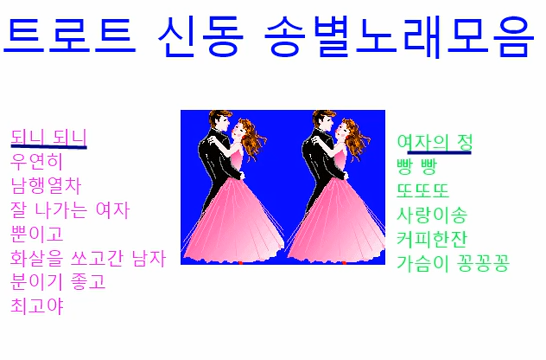 트로트 신동 송별노래모음
되니 되니
우연히
남행열차
잘 나가는 여자
뿐이고
화살을 쏘고간 남자
분이기 좋고
최고야
여자의 정
빵 빵
또또또
사랑이송
커피한잔
가슴이 꽁꽁꽁